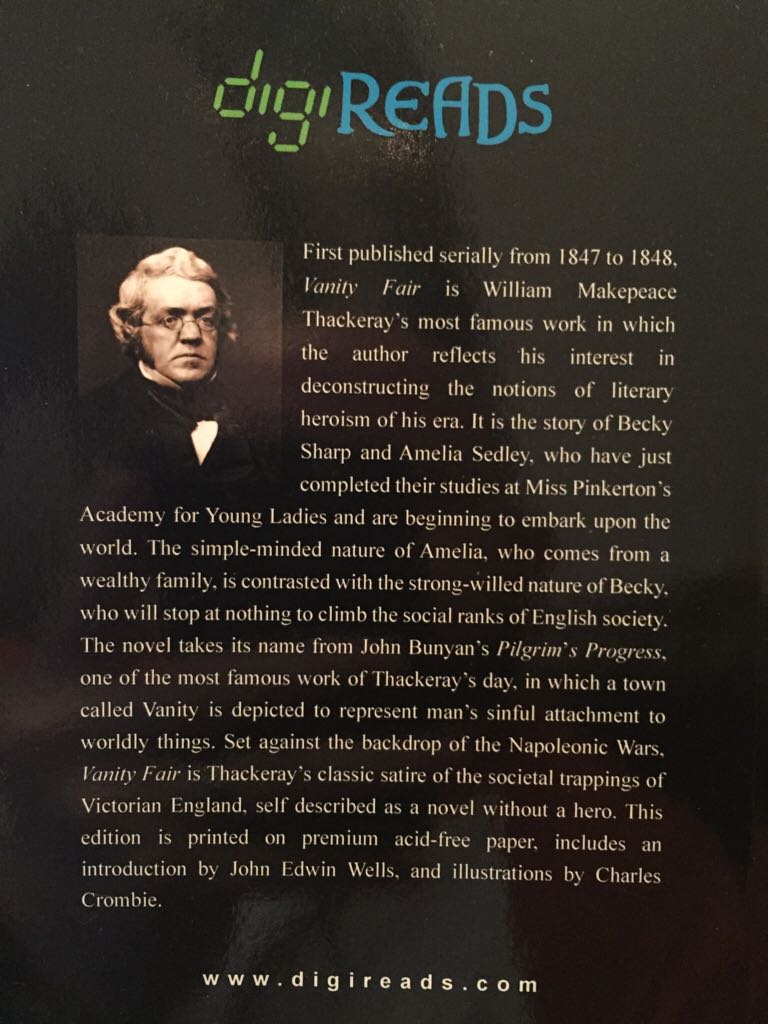 digiREADS
First published serially from 1847 to 1848,
Vanity Fair is William Makepeace
Thackeray's most famous work in which
the author reflects his interest in
deconstructing the notions of literary
heroism of his era. It is the story of Becky
Sharp and Amelia Sedley, who have just
completed their studies at Miss Pinkerton's
Academy for Young Ladies and are beginning to embark upon the
world. The simple-minded nature of Amelia, who comes from a
wealthy family, is contrasted with the strong-willed nature of Becky,
who will stop at nothing to climb the social ranks of English society.
The novel takes its name from John Bunyan's Pilgrim's Progress,
one of the most famous work of Thackeray's day, in which a town
called Vanity is depicted to represent man's sinful attachment to
worldly things. Set against the backdrop of the Napoleonic Wars,
Vanity Fair is Thackeray's classic satire of the societal trappings of
Victorian England, self described as a novel without a hero. This
edition is printed on premium acid-free paper, includes an
introduction by John Edwin Wells, and illustrations by Charles
Crombie.
www.digireads.com